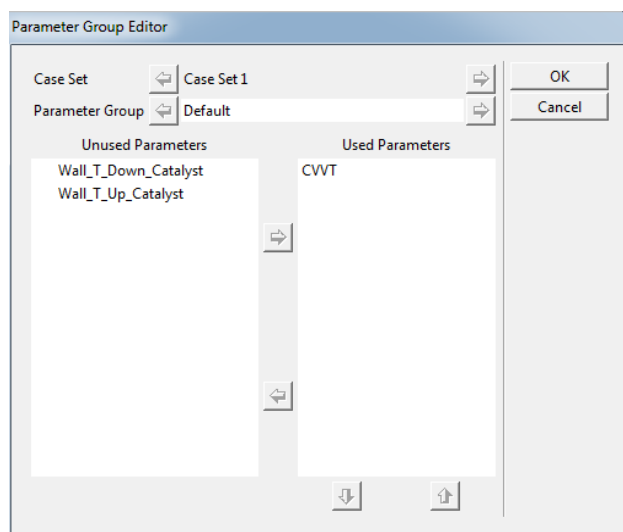 Parameter Group Editor
Case Set Case Set 1 OK
Parameter Group Default Cancel
Unused Parameters Used Parameters
Wall_T_Down_Catalyst CVVT
Wall_T_Up_Catalyst